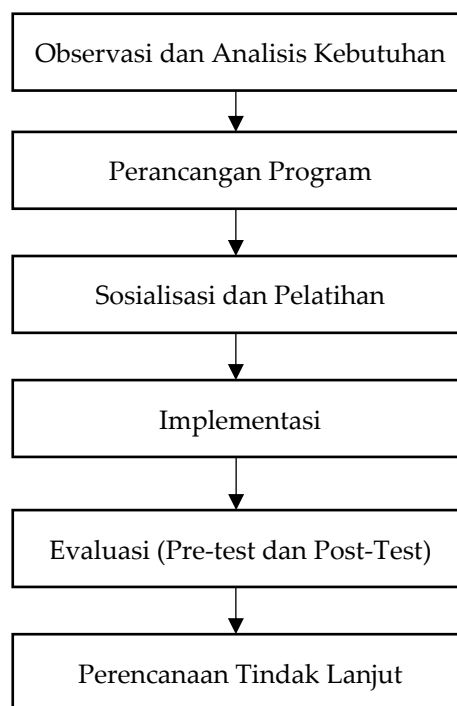 Observasi dan Analisis Kebutuhan
Perancangan Program
Sosialisasi dan Pelatihan
Implementasi
Evaluasi (Pre-test dan Post-Test)
Perencanaan Tindak Lanjut